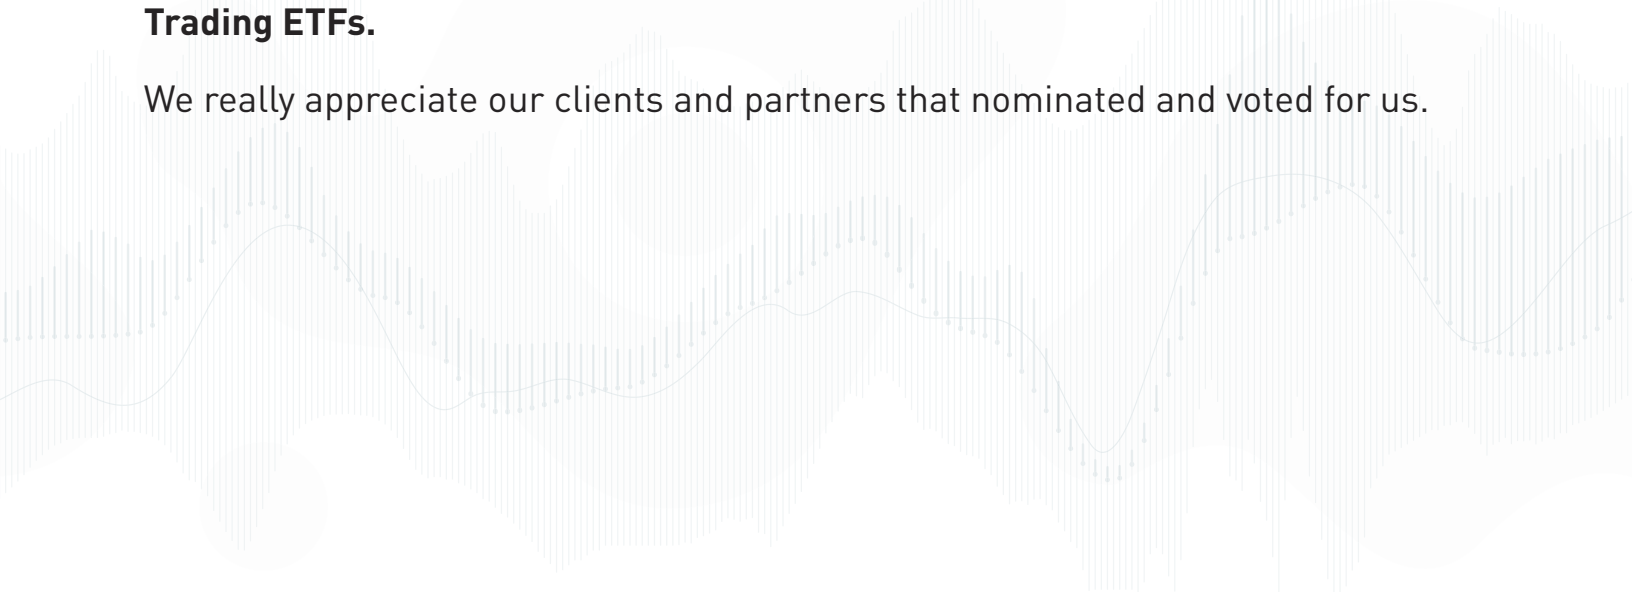 Trading ETFs.
We really appreciate our clients and partners that nominated and voted for us.